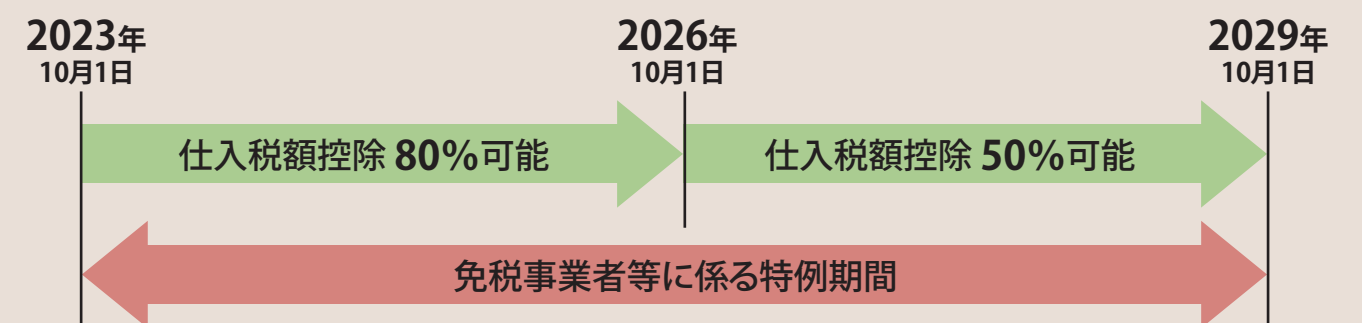 2023年
10月1日
2026年
10月1日
2029年
10月1日
仕入税額控除 80%可能
仕入税額控除 50%可能
免税事業者等に係る特例期間